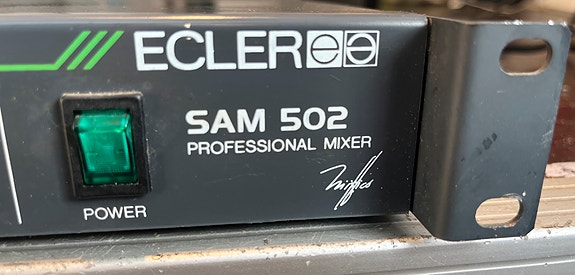 ECLER
SAM 502
PROFESSIONAL MIXER
POWER